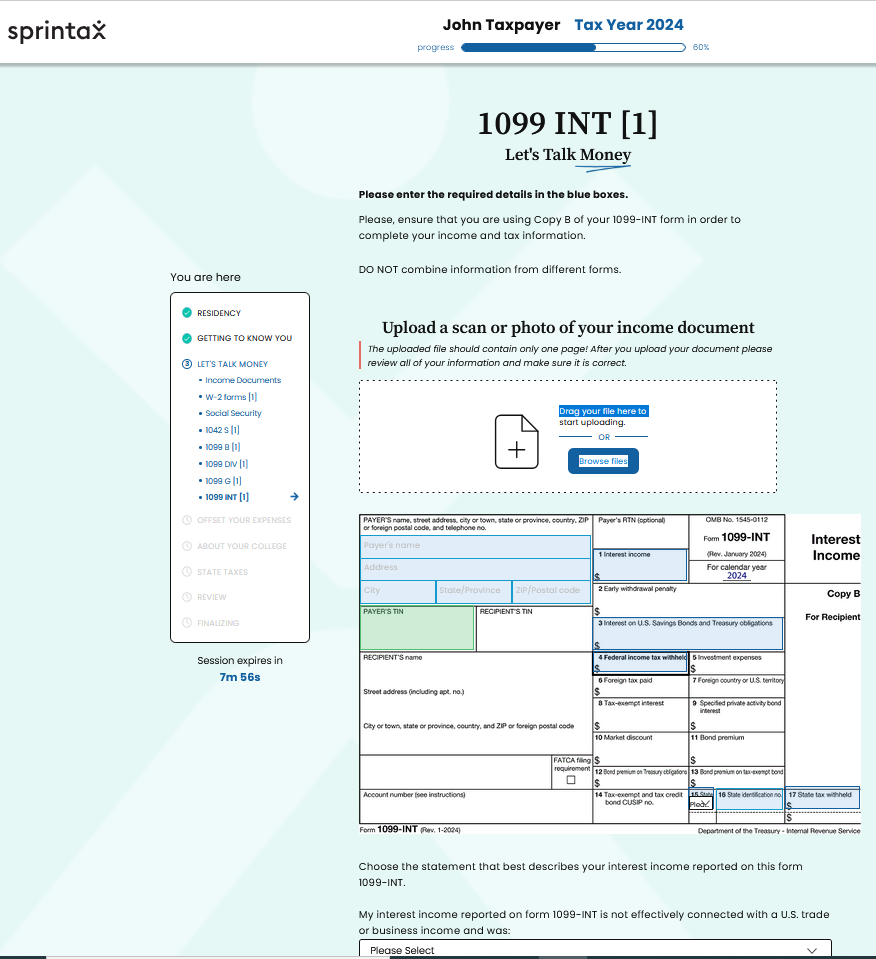 sprintax
John Taxpayer Tax Year 2024
progress 60%
1099 INT [1]
Let's Talk Money
Please enter the required details in the blue boxes.
Please, ensure that you are using Copy B of your 1099-INT form in order to
complete your income and tax information.
DO NOT combine information from different forms.
You are here
RESIDENCY
GETTING TO KNOW YOU
3 LET'S TALK MONEY
• Income Documents
• W-2 forms [1]
• Social Security
• 1042 S [1]
• 1099 B [1]
• 1099 DIV [1]
• 1099 G [1]
• 1099 INT [1]
OFFSET YOUR EXPENSES
ABOUT YOUR COLLEGE
STATE TAXES
REVIEW
FINALIZING
Session expires in
7m 56s
Upload a scan or photo of your income document
The uploaded file should contain only one page! After you upload your document please
review all of your information and make sure it is correct.
Drag your file here to
start uploading.
OR
Browse files
PAYER'S name, street address, city or town, state or province, country, ZIP
or foreign postal code, and telephone no.
Payer's name
Address
City State/Province ZIP/Postal code
PAYER'S TIN RECIPIENT'S TIN
RECIPIENT'S name
Street address (including apt. no.)
City or town, state or province, country, and ZIP or foreign postal code
FATCA filing
requirement
Account number (see instructions)
Payer's RTN (optional)
OMB No. 1545-0112
Form 1099-INT
(Rev. January 2024)
For calendar year
2024
Interest
Income
1 Interest income
$
2 Early withdrawal penalty
$
Copy B
For Recipient
3 Interest on U.S. Savings Bonds and Treasury obligations
$
4 Federal income tax withheld
$
5 Investment expenses
6 Foreign tax paid
$
7 Foreign country or U.S. territory
8 Tax-exempt interest
$
9 Specified private activity bond
interest
$
10 Market discount
$
11 Bond premium
$
12 Bond premium on Treasury obligations
$
13 Bond premium on tax-exempt bond
$
14 Tax-exempt and tax credit
bond CUSIP no.
15 State
Pleac
16 State identification no.
17 State tax withheld
$
$
Form 1099-INT (Rev. 1-2024)
Department of the Treasury - Internal Revenue Service
Choose the statement that best describes your interest income reported on this form
1099-INT.
My interest income reported on form 1099-INT is not effectively connected with a U.S. trade
or business income and was:
Please Select